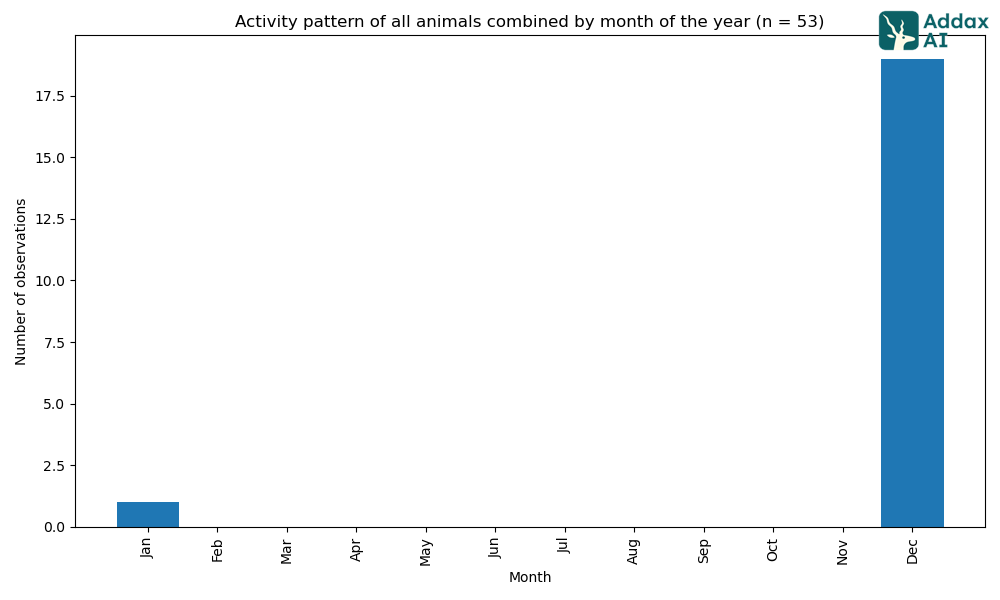 Activity pattern of all animals combined by month of the year (n = 53)
Addax
AI
Number of observations
17.5
15.0
12.5
10.0
7.5
5.0
2.5
0.0
Jan
Feb
Mar
Apr
May
Jun
Jul
Aug
Sep
Oct
Nov
Dec
Month